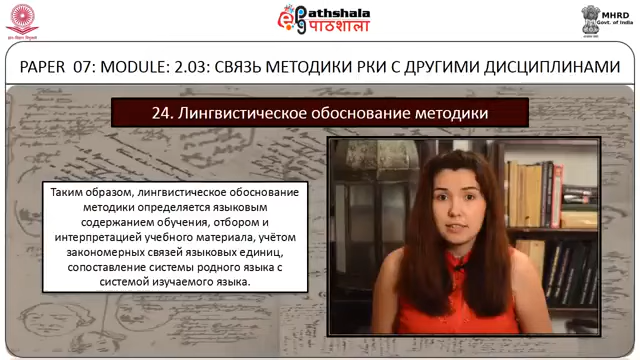 Pathshala
पाठशाला
MHRD
Govt. of India
PAPER 07: MODULE: 2.03: СВЯЗЬ МЕТОДИКИ РКИ С ДРУГИМИ ДИСЦИПЛИНАМИ
24. Лингвистическое обоснование методики
Таким образом, лингвистическое обоснование
методики определяется языковым
содержанием обучения, отбором и
интерпретацией учебного материала, учётом
закономерных связей языковых единиц,
сопоставление системы родного языка с
системой изучаемого языка.